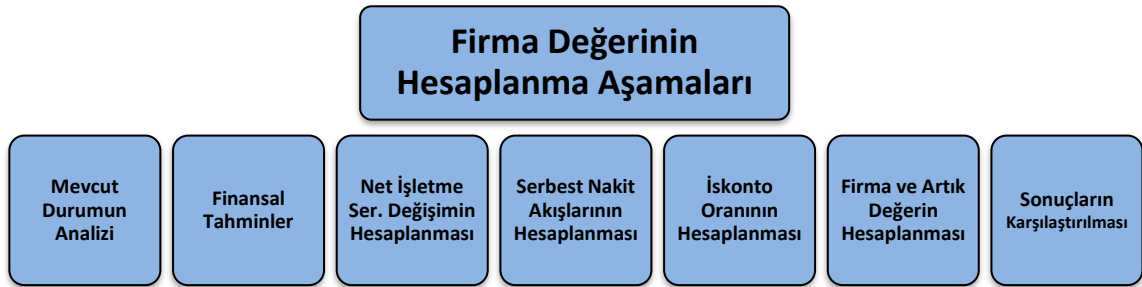 Firma Değerinin
Hesaplanma Aşamaları
Mevcut
Durumun
Analizi
Finansal
Tahminler
Net İşletme
Ser. Değişimin
Hesaplanması
Serbest Nakit
Akışlarının
Hesaplanması
İskonto
Oranının
Hesaplanması
Firma ve Artık
Değerin
Hesaplanması
Sonuçların
Karşılaştırılması